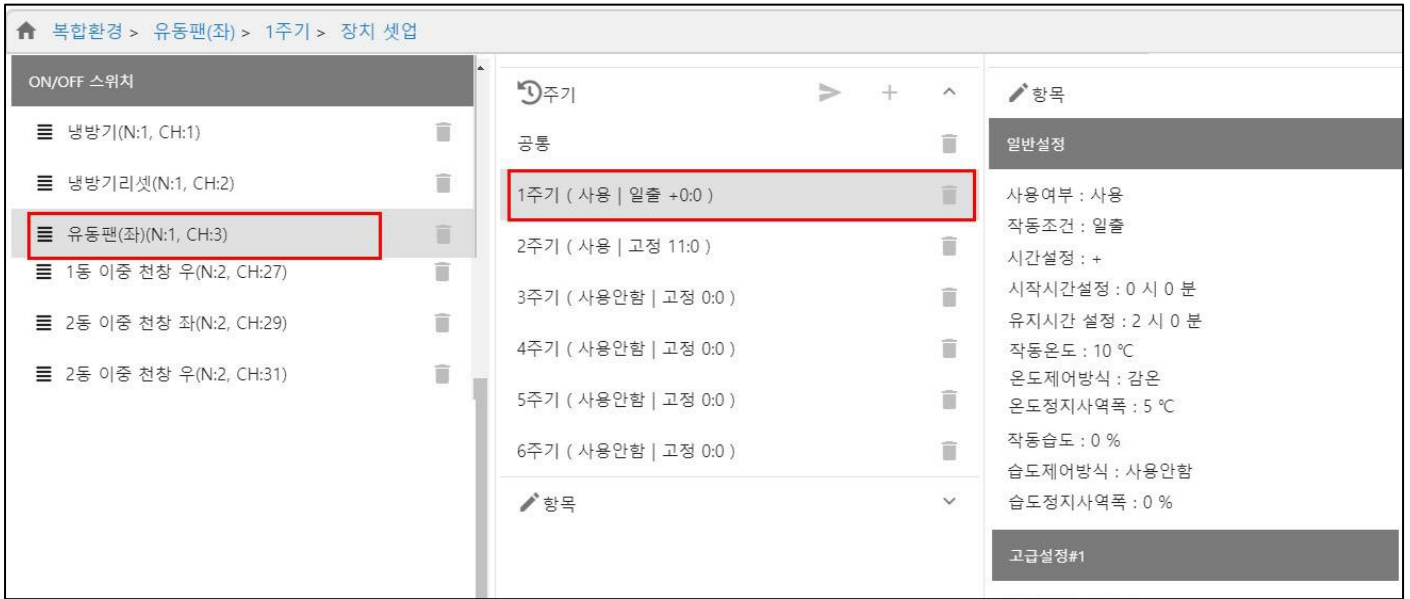 복합환경 > 유동팬(좌) > 1주기 > 장치 셋업
ON/OFF 스위치
냉방기(N:1, CH:1)
냉방기리셋(N:1, CH:2)
유동팬(좌)(N:1, CH:3)
1동 이중 천창 우(N:2, CH:27)
2동 이중 천창 좌(N:2, CH:29)
2동 이중 천창 우(N:2, CH:31)
주기
공통
1주기 ( 사용 | 일출 +0:0 )
2주기 ( 사용 | 고정 11:0 )
3주기 ( 사용안함 | 고정 0:0 )
4주기 ( 사용안함 | 고정 0:0 )
5주기 ( 사용안함 | 고정 0:0 )
6주기 ( 사용안함 | 고정 0:0 )
항목
항목
일반설정
사용여부 : 사용
작동조건 : 일출
시간설정 : +
시작시간설정 : 0 시 0 분
유지시간 설정 : 2 시 0 분
작동온도 : 10 ℃
온도제어방식 : 감온
온도정지사역폭 : 5 ℃
작동습도 : 0 %
습도제어방식 : 사용안함
습도정지사역폭 : 0 %
고급설정#1